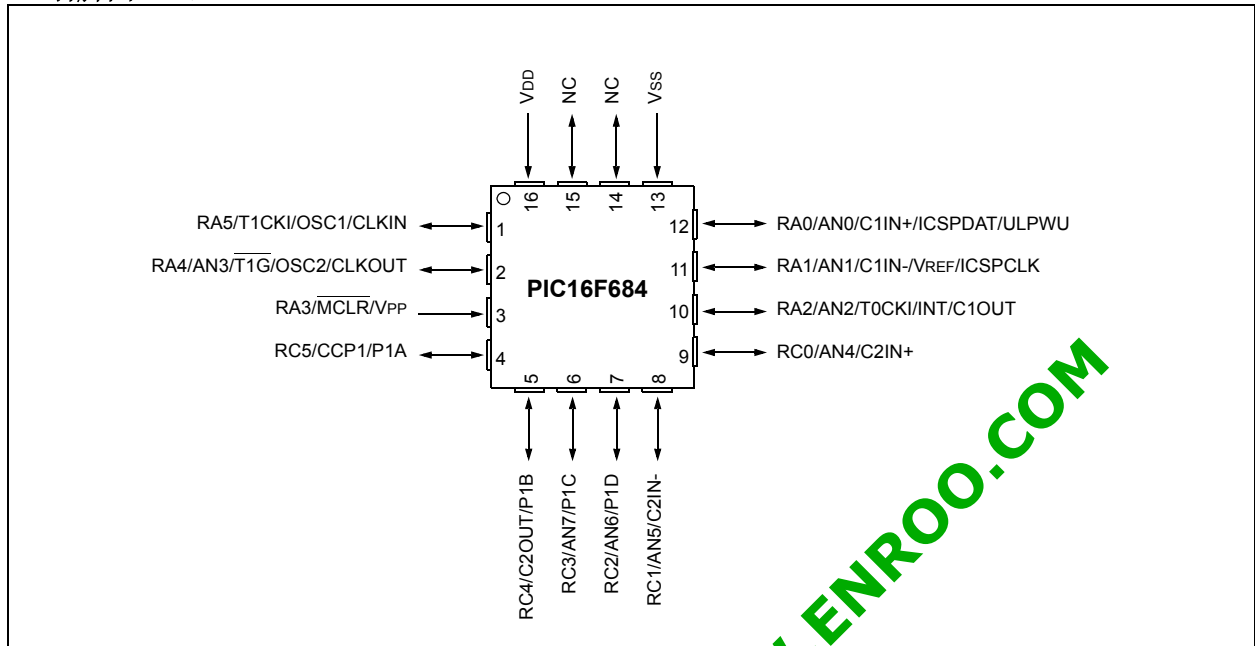 VDD
NC
NC
VSS
16
15
14
13
RA5/T1CKI/OSC1/CLKIN
1
RA4/AN3/T1G/OSC2/CLKOUT
2
RA3/MCLR/VPP
3
RC5/CCP1/P1A
4
PIC16F684
12
RA0/AN0/C1IN+/ICSPDAT/ULPWU
11
RA1/AN1/C1IN-/VREF/ICSPCLK
10
RA2/AN2/T0CKI/INT/C1OUT
9
RC0/AN4/C2IN+
5
6
7
8
RC4/C2OUT/P1B
RC3/AN7/P1C
RC2/AN6/P1D
RC1/AN5/C2IN-
ENROO.COM